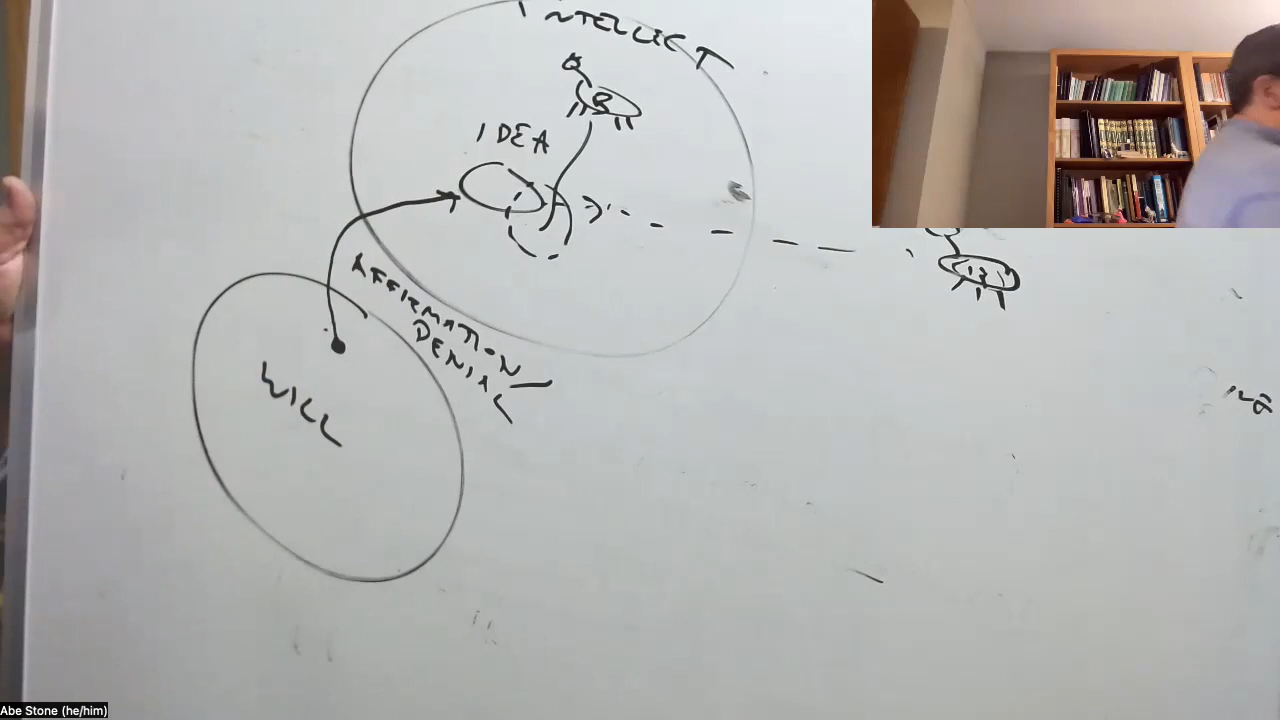 INTELLECT
IDEA
AFFIRMATION/
DENIAL
WILL
Abe Stone (he/him)